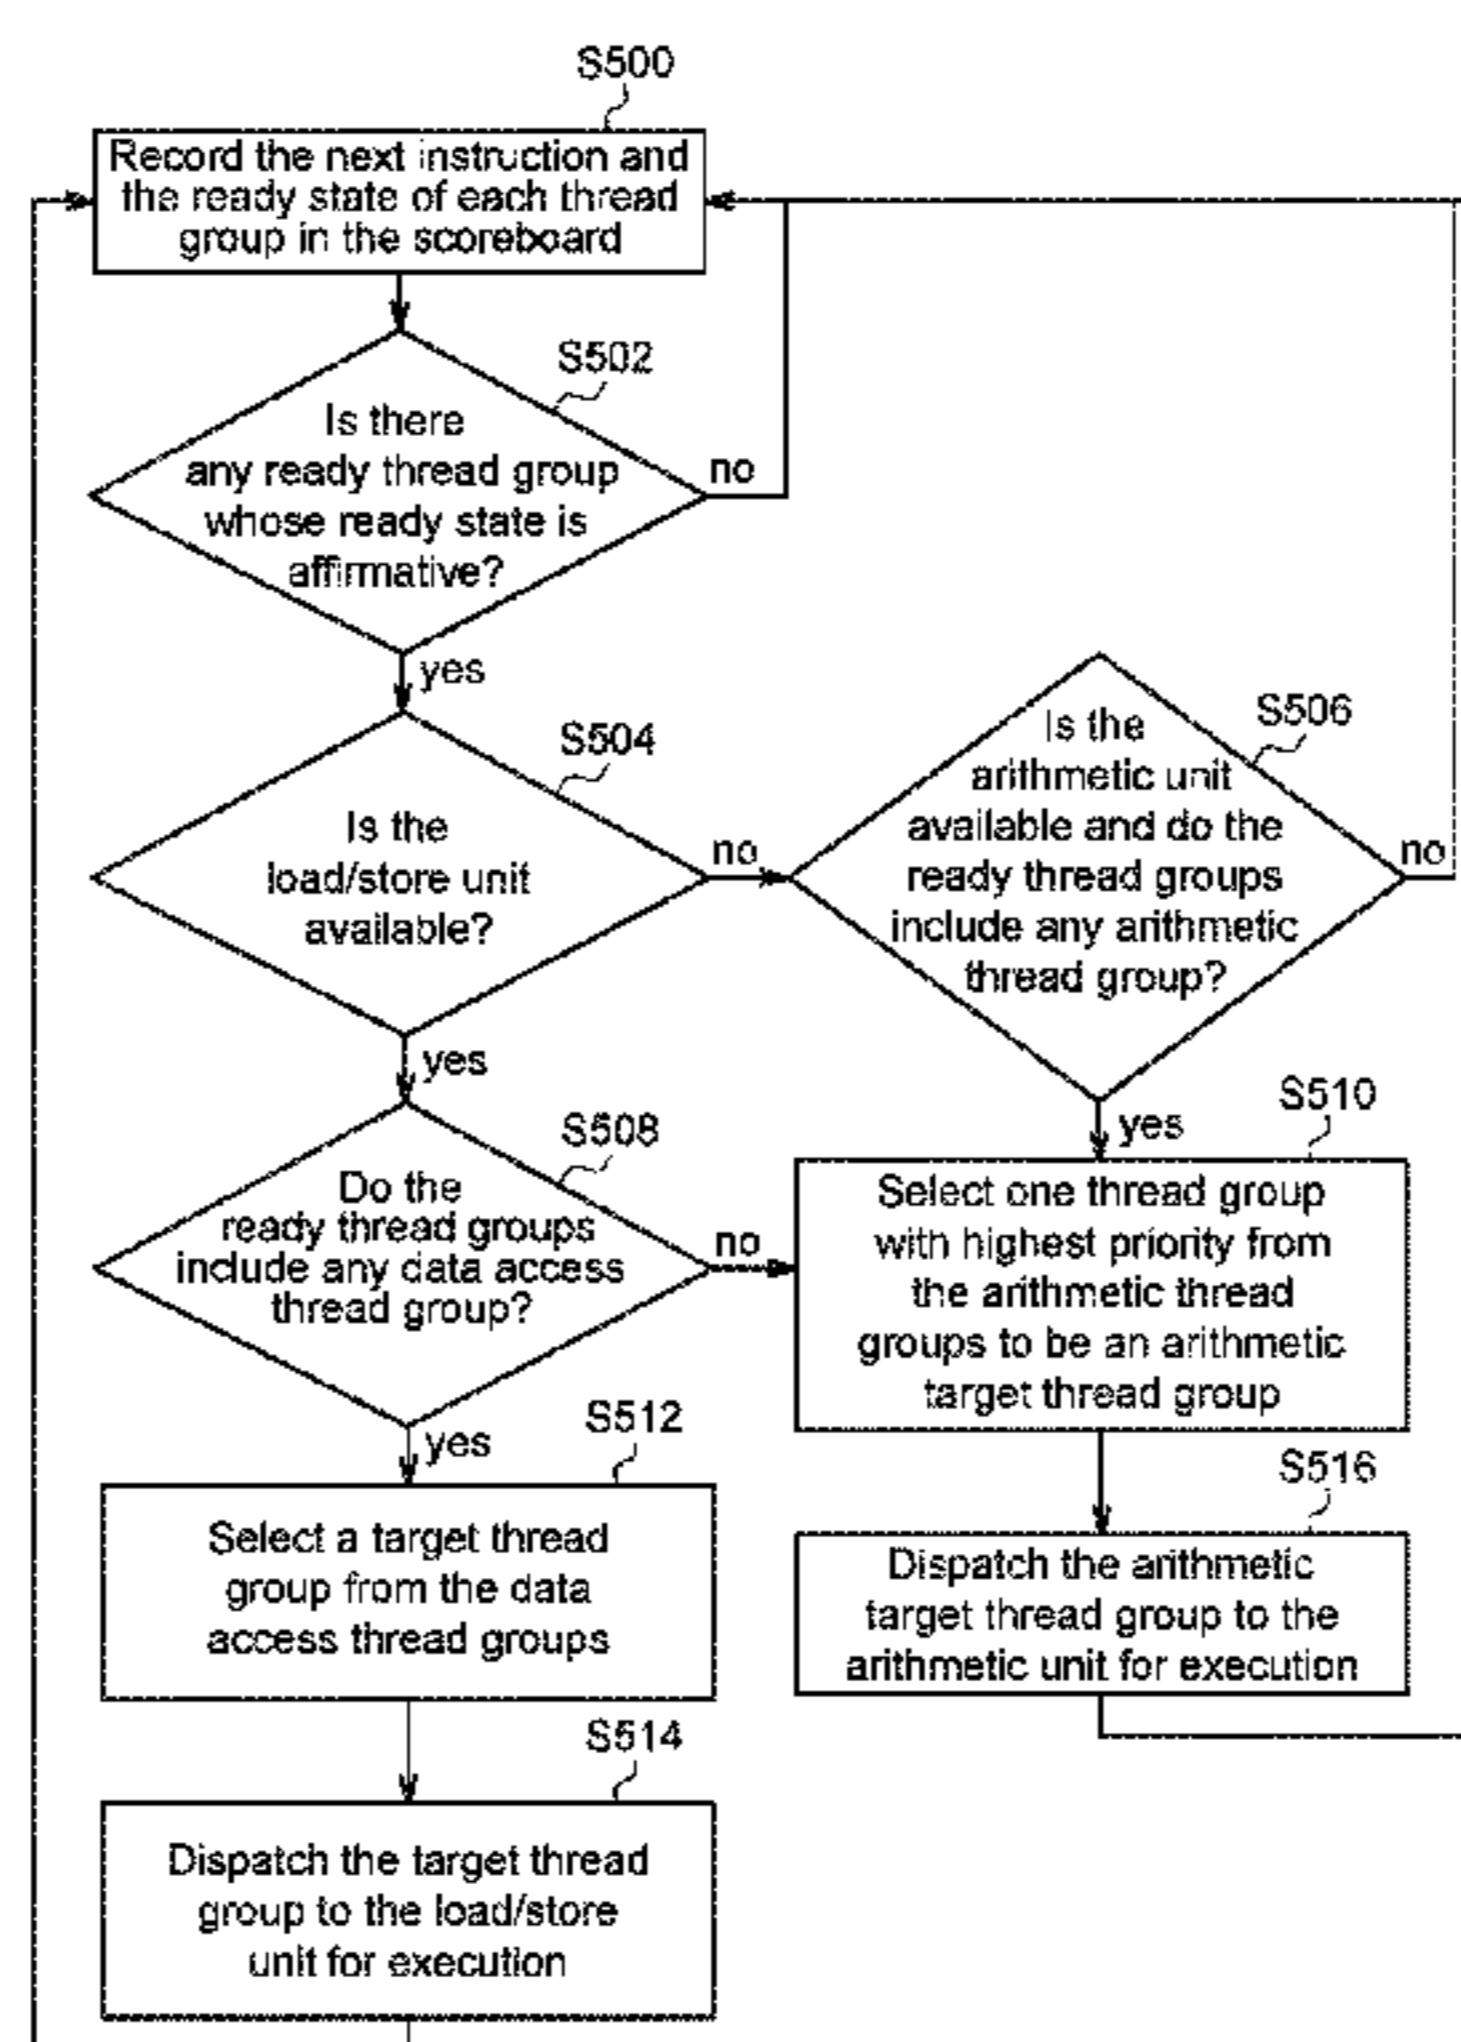 S500
Record the next instruction and
the ready state of each thread
group in the scoreboard
S502
Is there
any ready thread group
whose ready state is
affirmative?
no
yes
S504
Is the
load/store unit
available?
no
yes
S506
Is the
arithmetic unit
available and do the
ready thread groups
include any arithmetic
thread group?
no
yes
S508
Do the
ready thread groups
include any data access
thread group?
no
yes
S510
Select one thread group
with highest priority from
the arithmetic thread
groups to be an arithmetic
target thread group
S512
Select a target thread
group from the data
access thread groups
S516
Dispatch the arithmetic
target thread group to the
arithmetic unit for execution
S514
Dispatch the target thread
group to the load/store
unit for execution